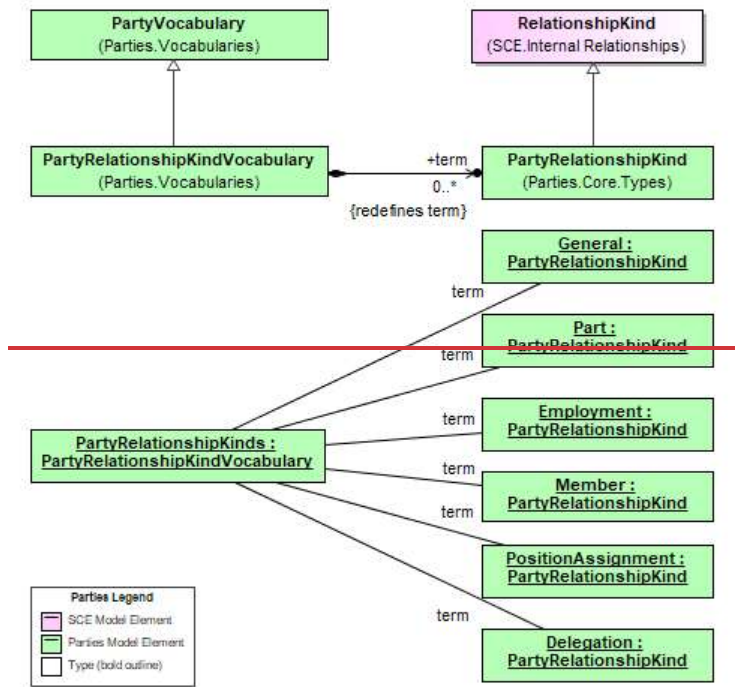 PartyVocabulary
(Parties.Vocabularies)
RelationshipKind
(SCE.Internal Relationships)
PartyRelationshipKindVocabulary
(Parties.Vocabularies)
+term
0..*
{redefines term}
PartyRelationshipKind
(Parties.Core.Types)
General :
PartyRelationshipKind
term
Part :
PartyRelationshipKind
term
Employment :
PartyRelationshipKind
term
PartyRelationshipKinds :
PartyRelationshipKindVocabulary
term
Member :
PartyRelationshipKind
term
PositionAssignment :
PartyRelationshipKind
term
Delegation :
PartyRelationshipKind
Parties Legend
SCE Model Element
Parties Model Element
Type (bold outline)